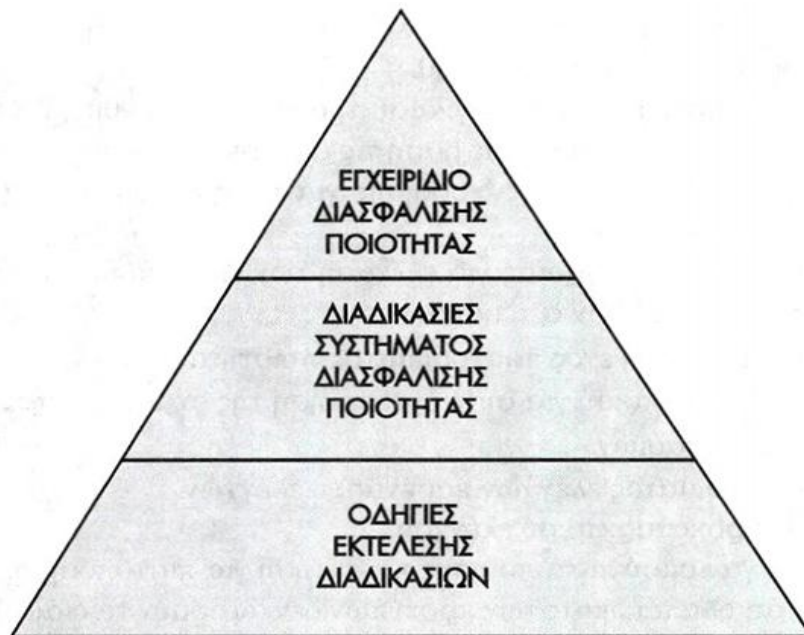 ΕΓΧΕΙΡΙΔΙΟ
ΔΙΑΣΦΑΛΙΣΗΣ
ΠΟΙΟΤΗΤΑΣ
ΔΙΑΔΙΚΑΣΙΕΣ
ΣΥΣΤΗΜΑΤΟΣ
ΔΙΑΣΦΑΛΙΣΗΣ
ΠΟΙΟΤΗΤΑΣ
ΟΔΗΓΙΕΣ
ΕΚΤΕΛΕΣΗΣ
ΔΙΑΔΙΚΑΣΙΩΝ